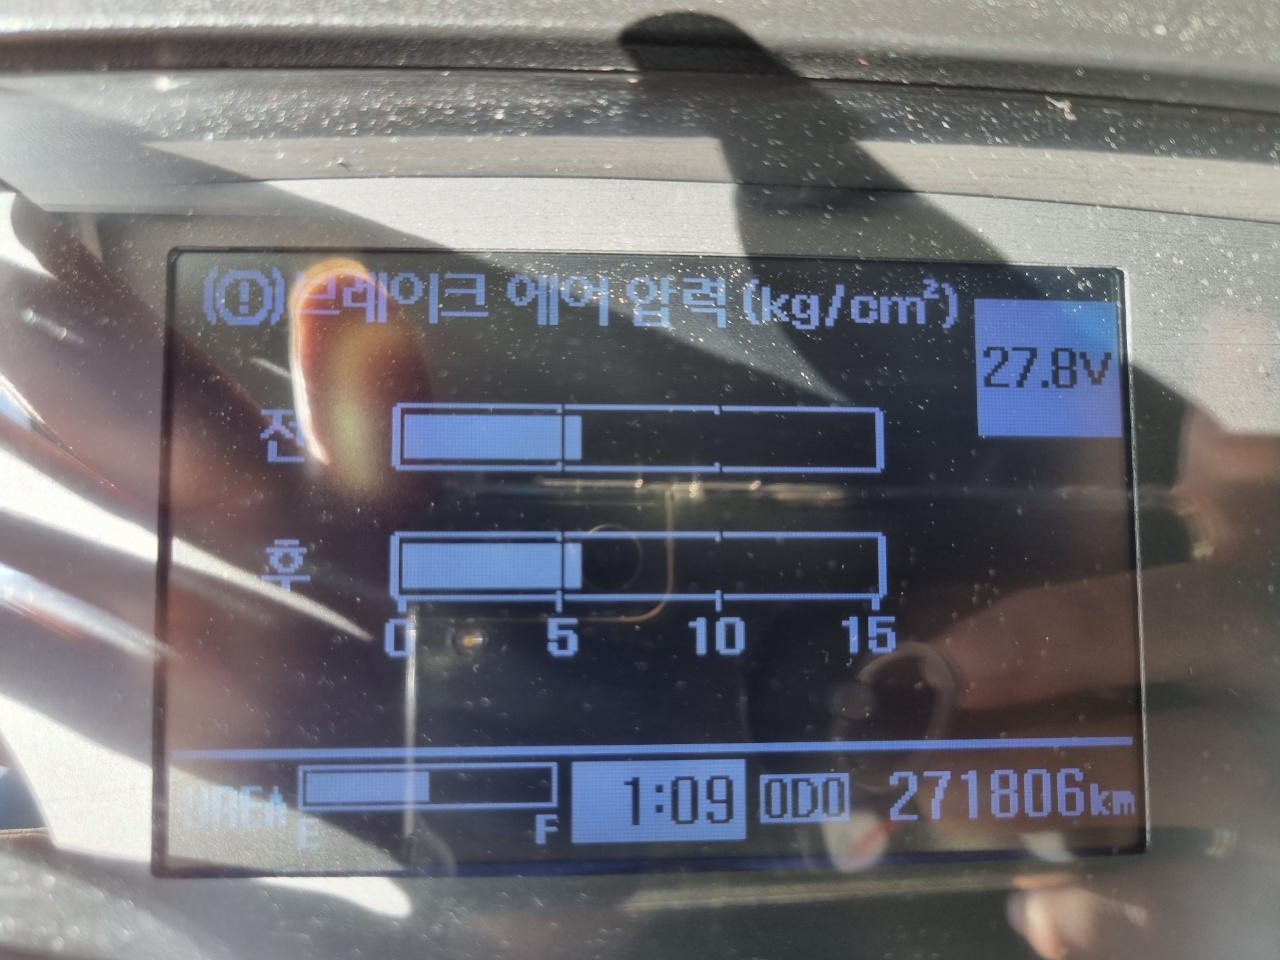 (!) 브레이크 에어 압력 (kg/cm²)
27.8V
전
후
0 5 10 15
UREA E F 1:09 ODO 271806km